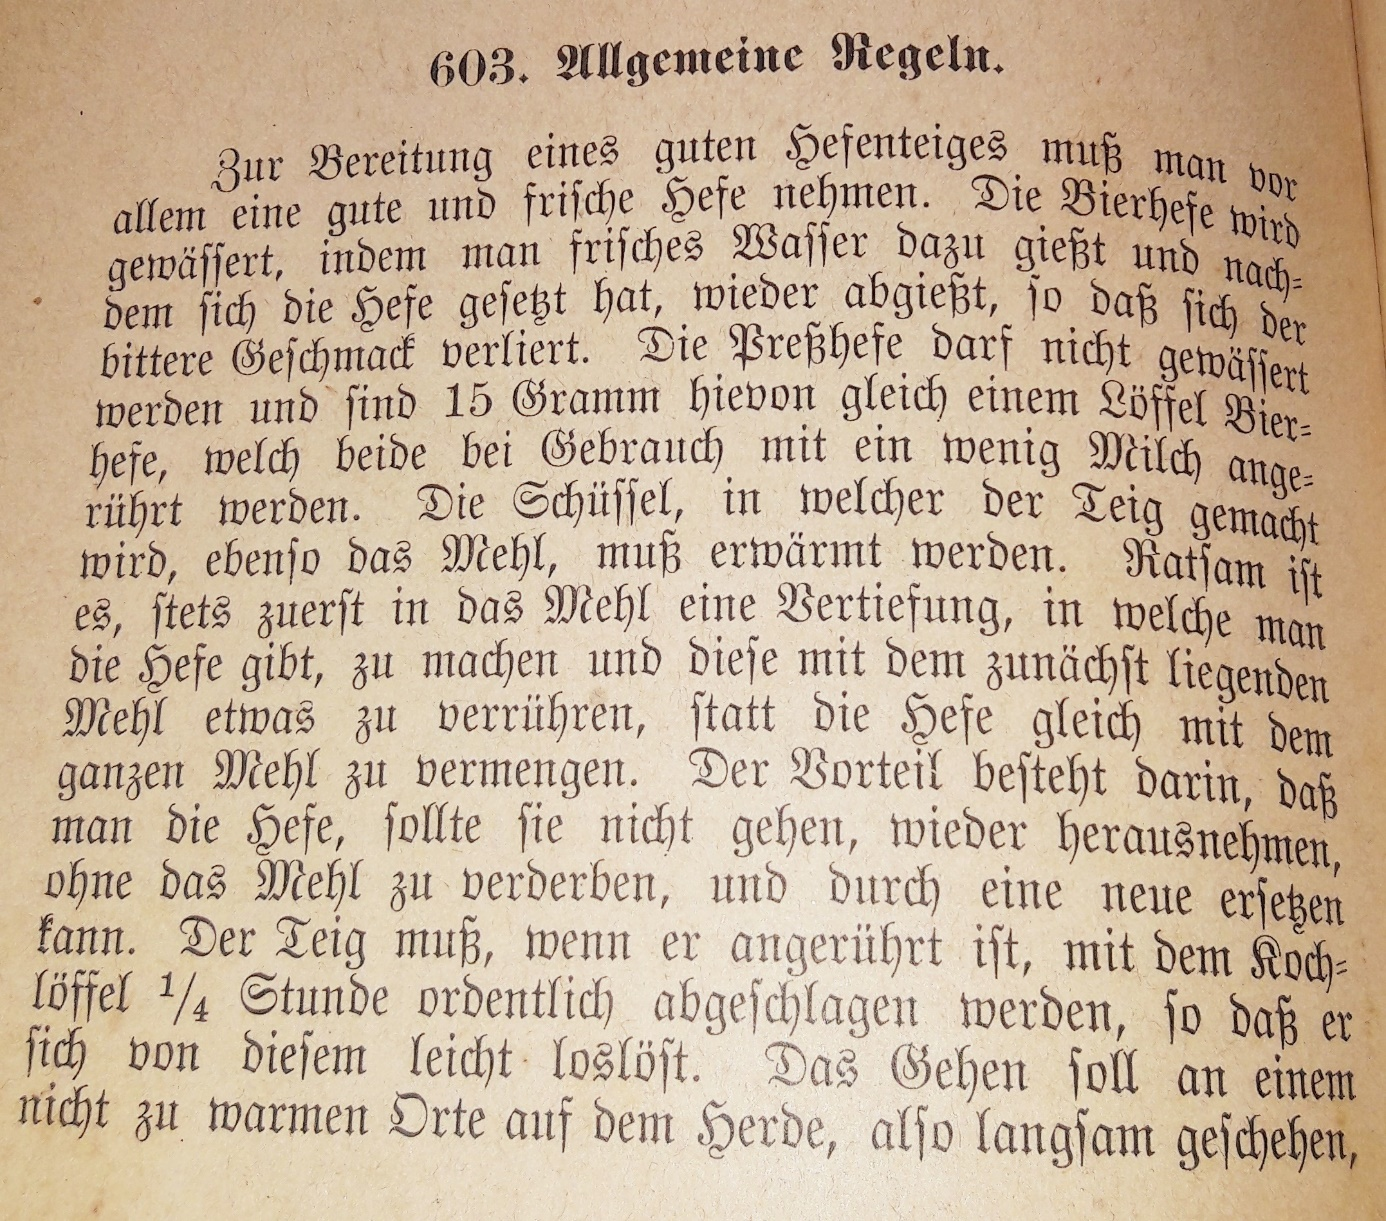 603. Allgemeine Regeln.
Zur Bereitung eines guten Hefenteiges muß man vor
allem eine gute und frische Hefe nehmen. Die Bierhefe wird
gewässert, indem man frisches Wasser dazu gießt und nach-
dem sich die Hefe gesetzt hat, wieder abgießt, so daß sich der
bittere Geschmack verliert. Die Preßhefe darf nicht gewässert
werden und sind 15 Gramm hievon gleich einem Löffel Bier-
hefe, welch beide bei Gebrauch mit ein wenig Milch ange-
rührt werden. Die Schüssel, in welcher der Teig gemacht
wird, ebenso das Mehl, muß erwärmt werden. Ratsam ist
es, stets zuerst in das Mehl eine Vertiefung, in welche man
die Hefe gibt, zu machen und diese mit dem zunächst liegenden
Mehl etwas zu verrühren, statt die Hefe gleich mit dem
ganzen Mehl zu vermengen. Der Vorteil besteht darin, daß
man die Hefe, sollte sie nicht gehen, wieder herausnehmen,
ohne das Mehl zu verderben, und durch eine neue ersetzen
kann. Der Teig muß, wenn er angerührt ist, mit dem Koch-
löffel 1/4 Stunde ordentlich abgeschlagen werden, so daß er
sich von diesem leicht loslöst. Das Gehen soll an einem
nicht zu warmen Orte auf dem Herde, also langsam geschehen,